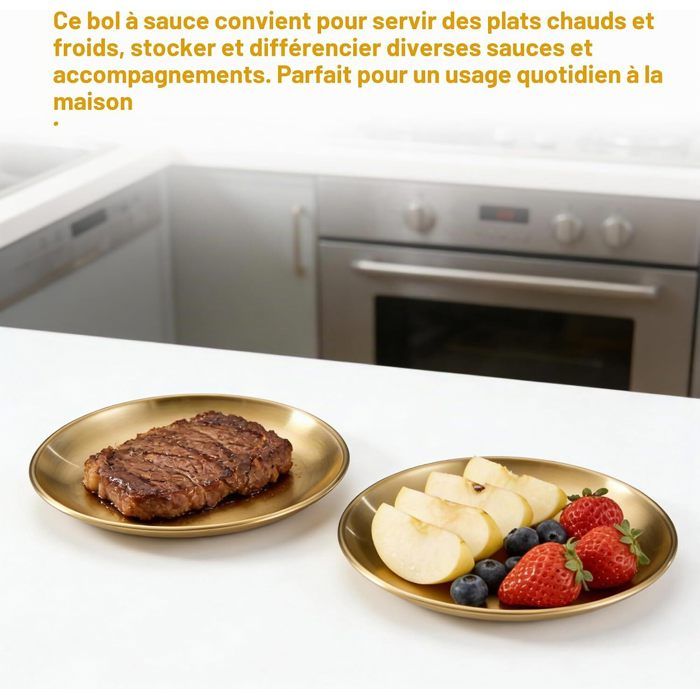 Ce bol à sauce convient pour servir des plats chauds et
froids, stocker et différencier diverses sauces et
accompagnements. Parfait pour un usage quotidien à la
maison
.